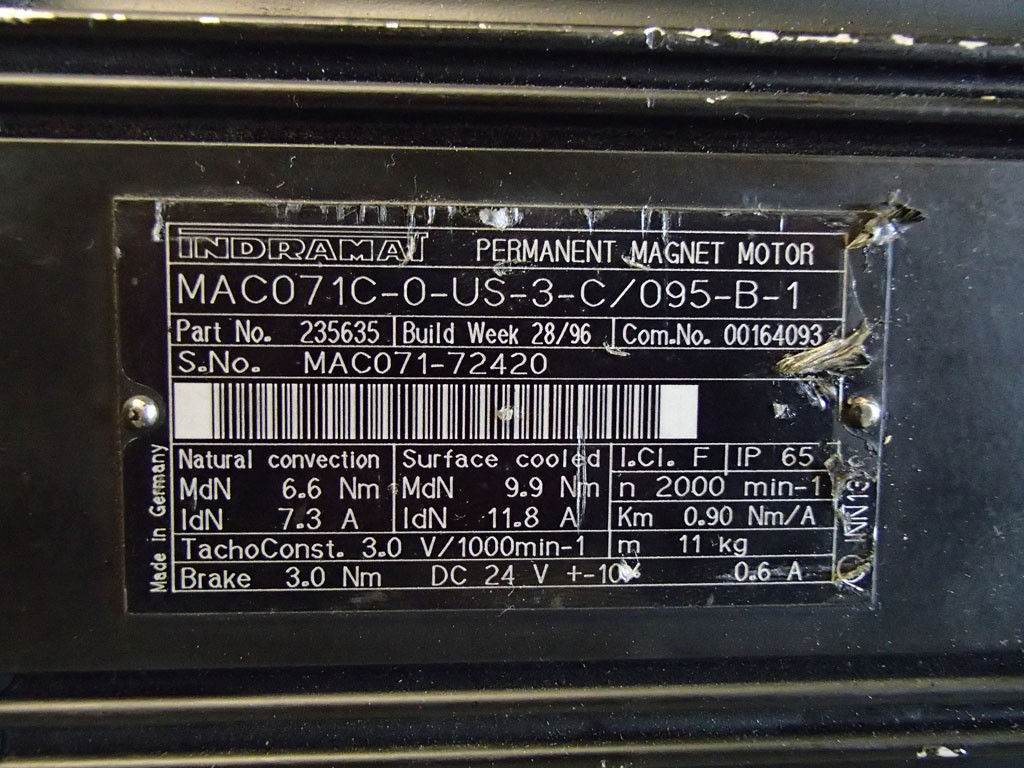 INDRAMAT PERMANENT MAGNET MOTOR
MAC071C-0-US-3-C/095-B-1
Part No. 235635 Build Week 28/96 Com.No. 00164093
S.No. MAC071-72420
Natural convection Surface cooled I.Cl. F IP 65
MdN 6.6 Nm MdN 9.9 Nm n 2000 min-1
IdN 7.3 A IdN 11.8 A Km 0.90 Nm/A
TachoConst. 3.0 V/1000min-1 m 11 kg
Brake 3.0 Nm DC 24 V +-10% 0.6 A
Made in Germany